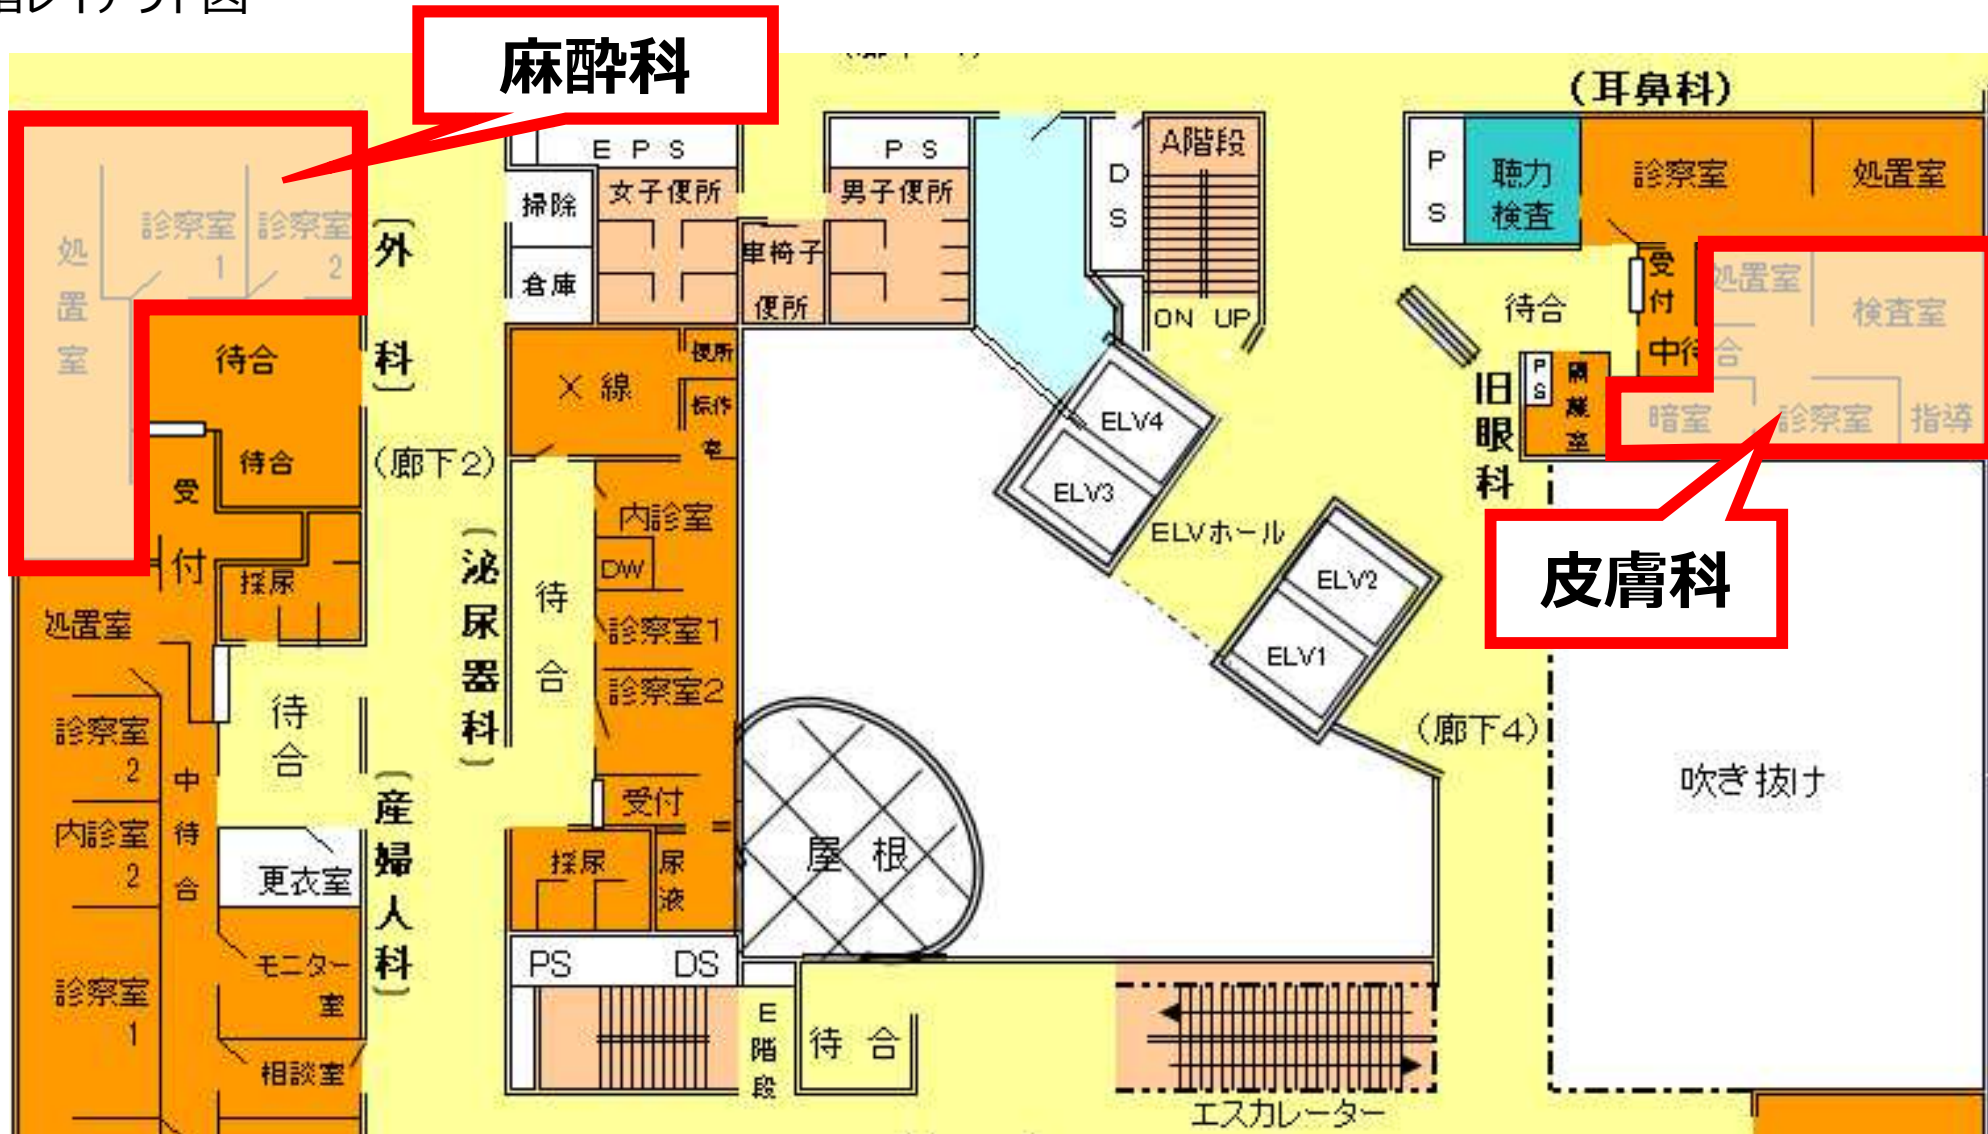 階レイアウト図
麻酔科
(耳鼻科)
EPS
PS
DS
A階段
PS
聴力
検査
診察室
処置室
掃除
女子便所
男子便所
車椅子
便所
倉庫
ON UP
処置室
診察室
1
診察室
2
(外科)
待合
受付
処置室
検査室
中待合
暗室
診察室
指導
PS
隔離室
旧眼科
皮膚科
待合
待合
受付
採尿
(廊下2)
X線
便所
操作室
内診室
DW
診察室1
診察室2
待合
(泌尿器科)
受付
採尿
尿液
ELV4
ELV3
ELVホール
ELV2
ELV1
(廊下4)
吹き抜け
処置室
診察室
2
内診室
2
診察室
1
中待合
待合
更衣室
モニター
室
相談室
(産婦人科)
屋根
PS
DS
E階段
待合
エスカレーター